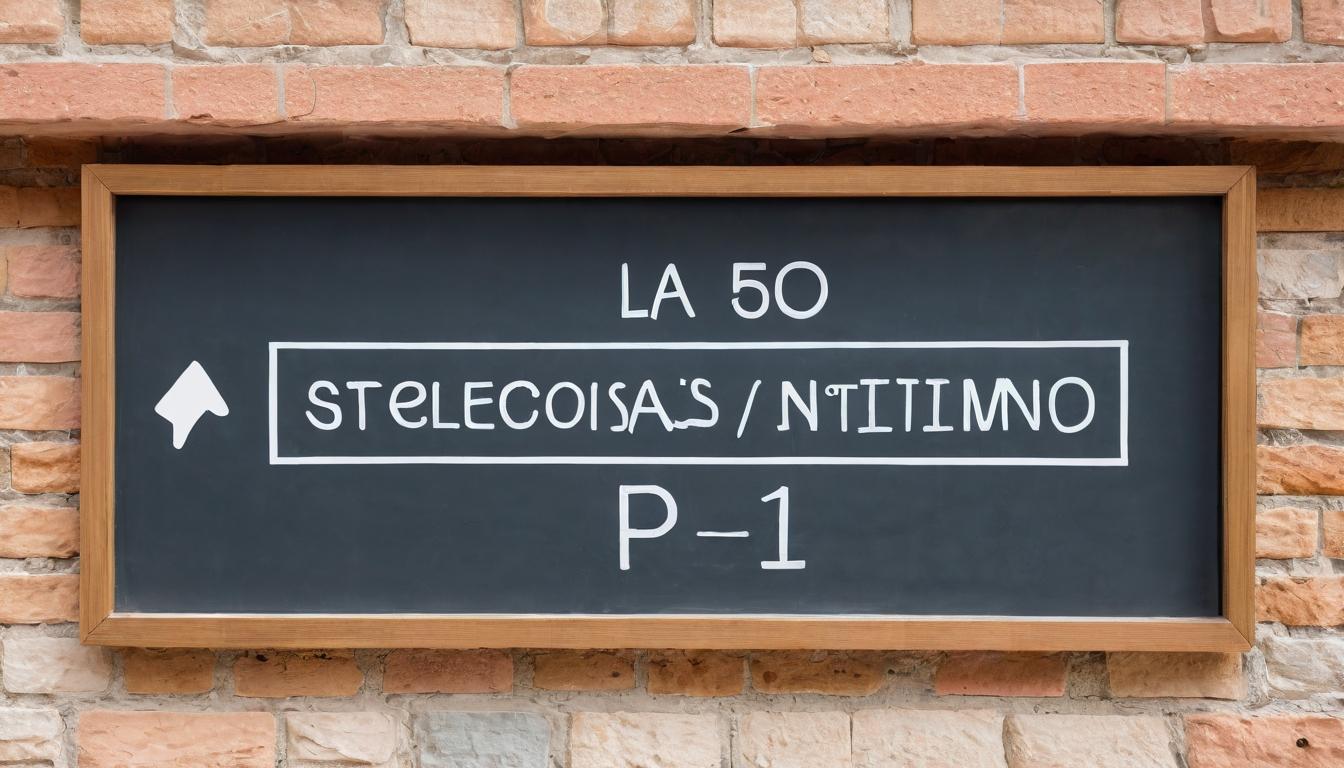 LA 50
STELECOISA'S / NTITIMNO
P-1